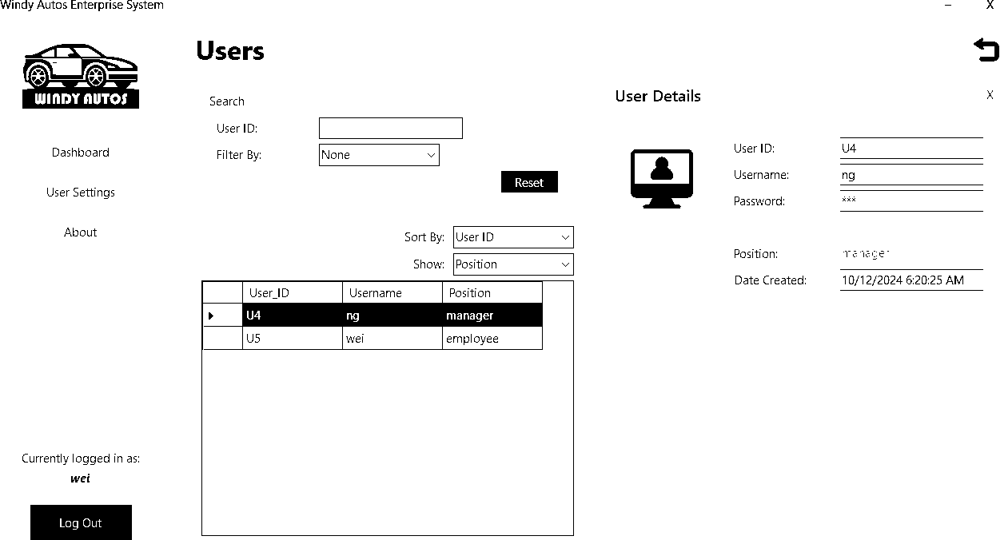 Windy Autos Enterprise System
– X
WINDY AUTOS
Dashboard
User Settings
About
Currently logged in as:
wei
Log Out
Users
Search
User ID:
Filter By: None
Reset
Sort By: User ID
Show: Position
User_ID Username Position
U4 ng manager
U5 wei employee
User Details X
User ID: U4
Username: ng
Password: ***
Position: manager
Date Created: 10/12/2024 6:20:25 AM